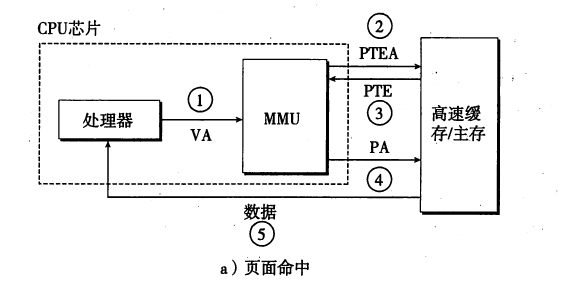 CPU芯片
②
PTEA
①
处理器
VA
MMU
PTE
③
高速缓
存/主存
PA
④
数据
⑤
a）页面命中